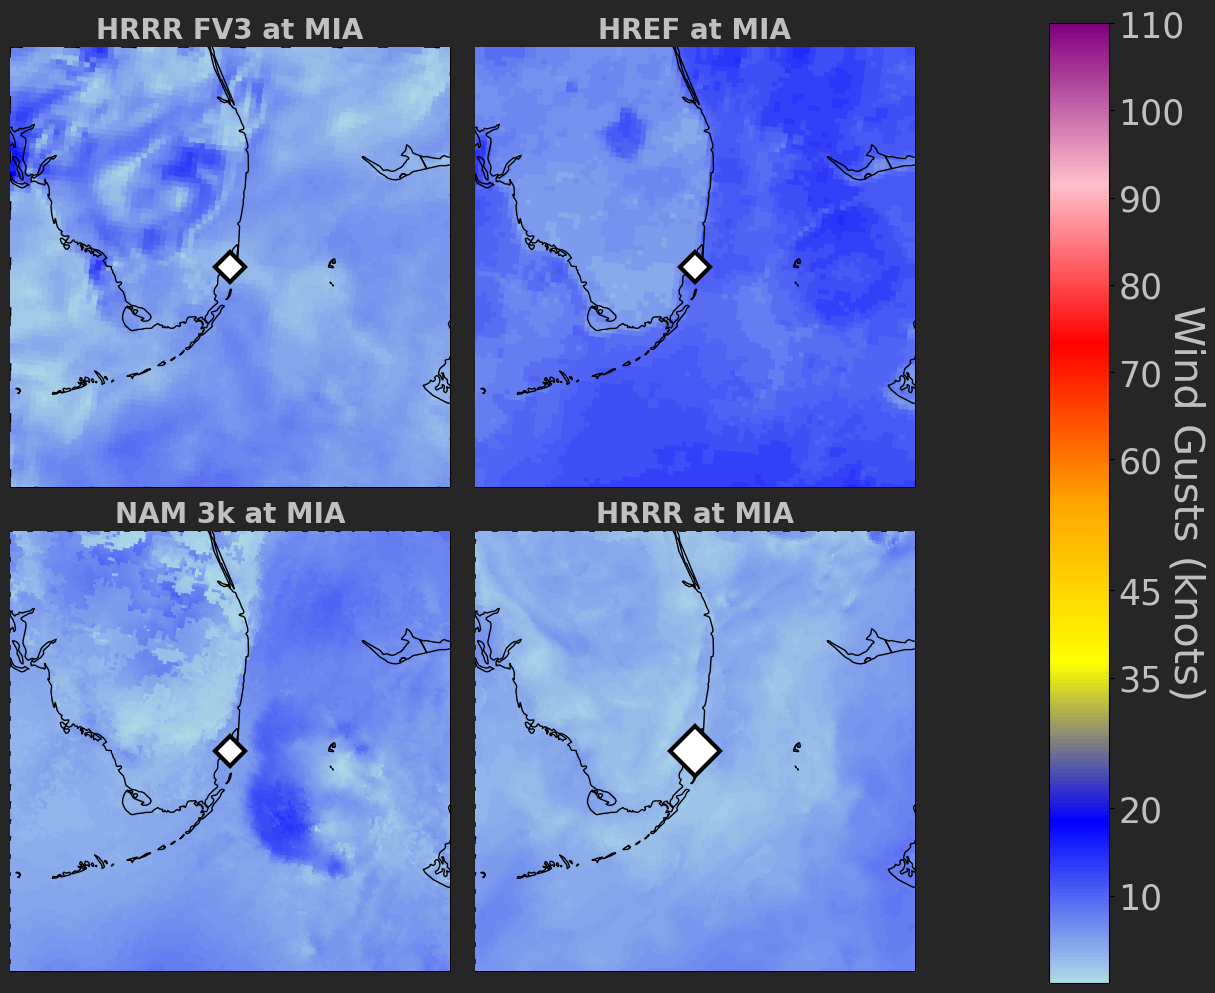 HRRR FV3 at MIA
HREF at MIA
NAM 3k at MIA
HRRR at MIA
110
100
90
80
70
60
45
35
20
10
Wind Gusts (knots)